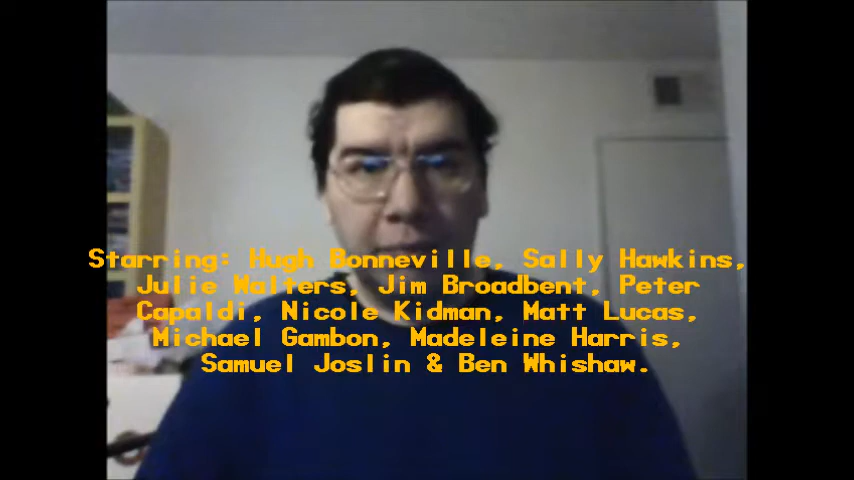 Starring: Hugh Bonneville, Sally Hawkins,
Julie Walters, Jim Broadbent, Peter
Capaldi, Nicole Kidman, Matt Lucas,
Michael Gambon, Madeleine Harris,
Samuel Joslin & Ben Whishaw.